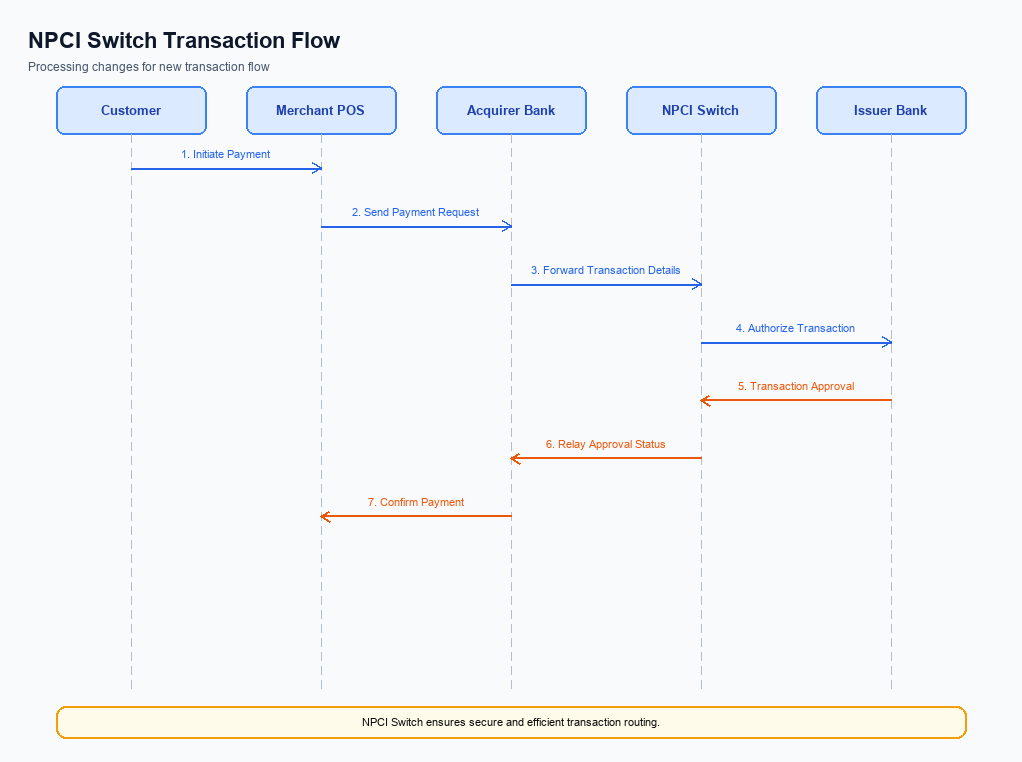 NPCI Switch Transaction Flow
Processing changes for new transaction flow
Customer
Merchant POS
Acquirer Bank
NPCI Switch
Issuer Bank
1. Initiate Payment
2. Send Payment Request
3. Forward Transaction Details
4. Authorize Transaction
5. Transaction Approval
6. Relay Approval Status
7. Confirm Payment
NPCI Switch ensures secure and efficient transaction routing.